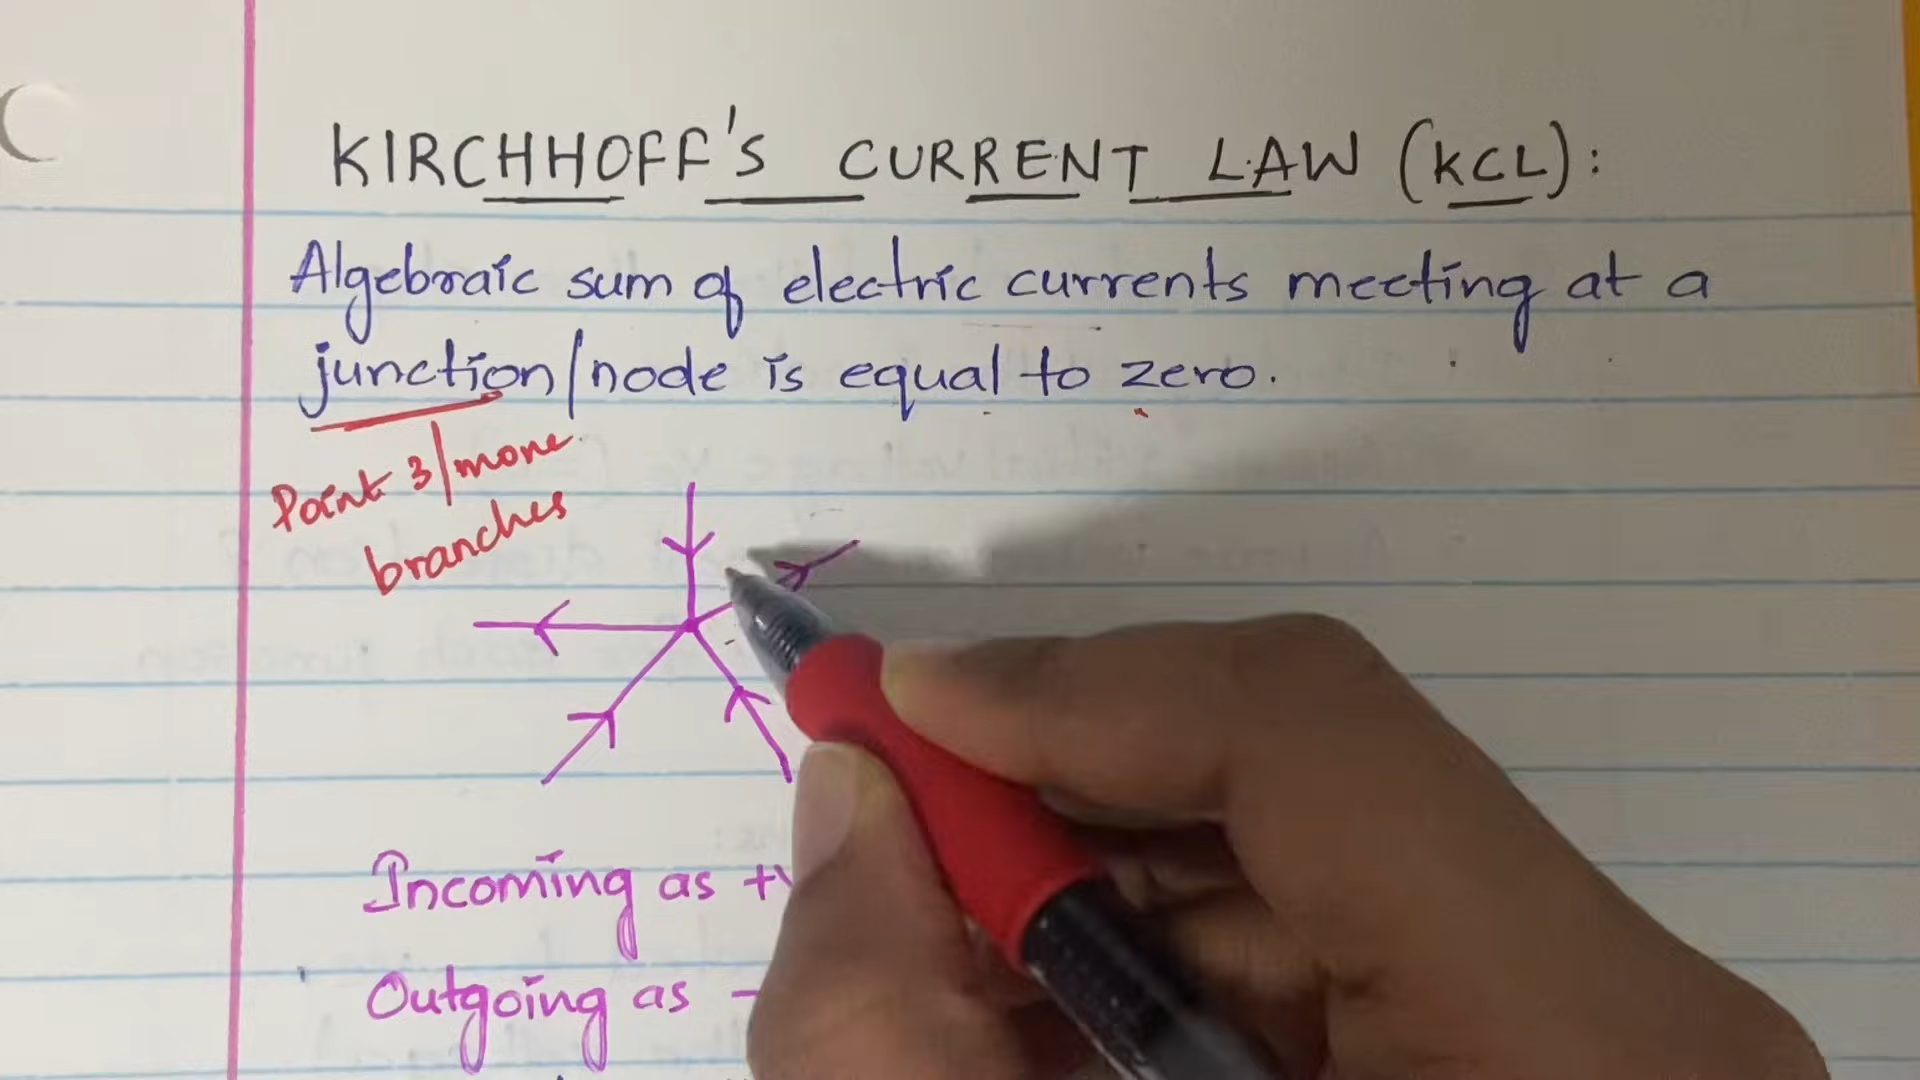 KIRCHHOFF'S CURRENT LAW (KCL):
Algebraic sum of electric currents meeting at a
junction/node is equal to zero.
Point 3/more
branches
Incoming as +v
Outgoing as -